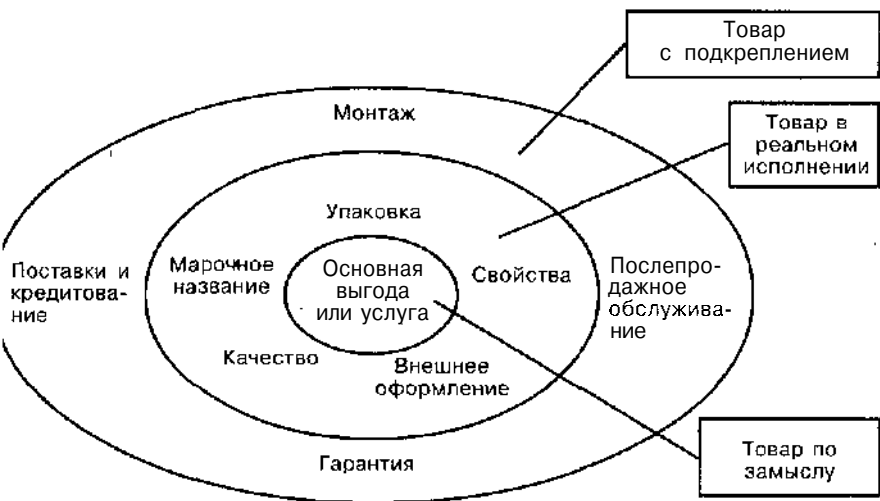 Товар
с подкреплением
Монтаж
Товар в
реальном
исполнении
Упаковка
Поставки и
кредитова-
ние
Марочное
название
Основная
выгода
или услуга
Свойства
Послепро-
дажное
обслужива-
ние
Качество
Внешнее
оформление
Гарантия
Товар по
замыслу